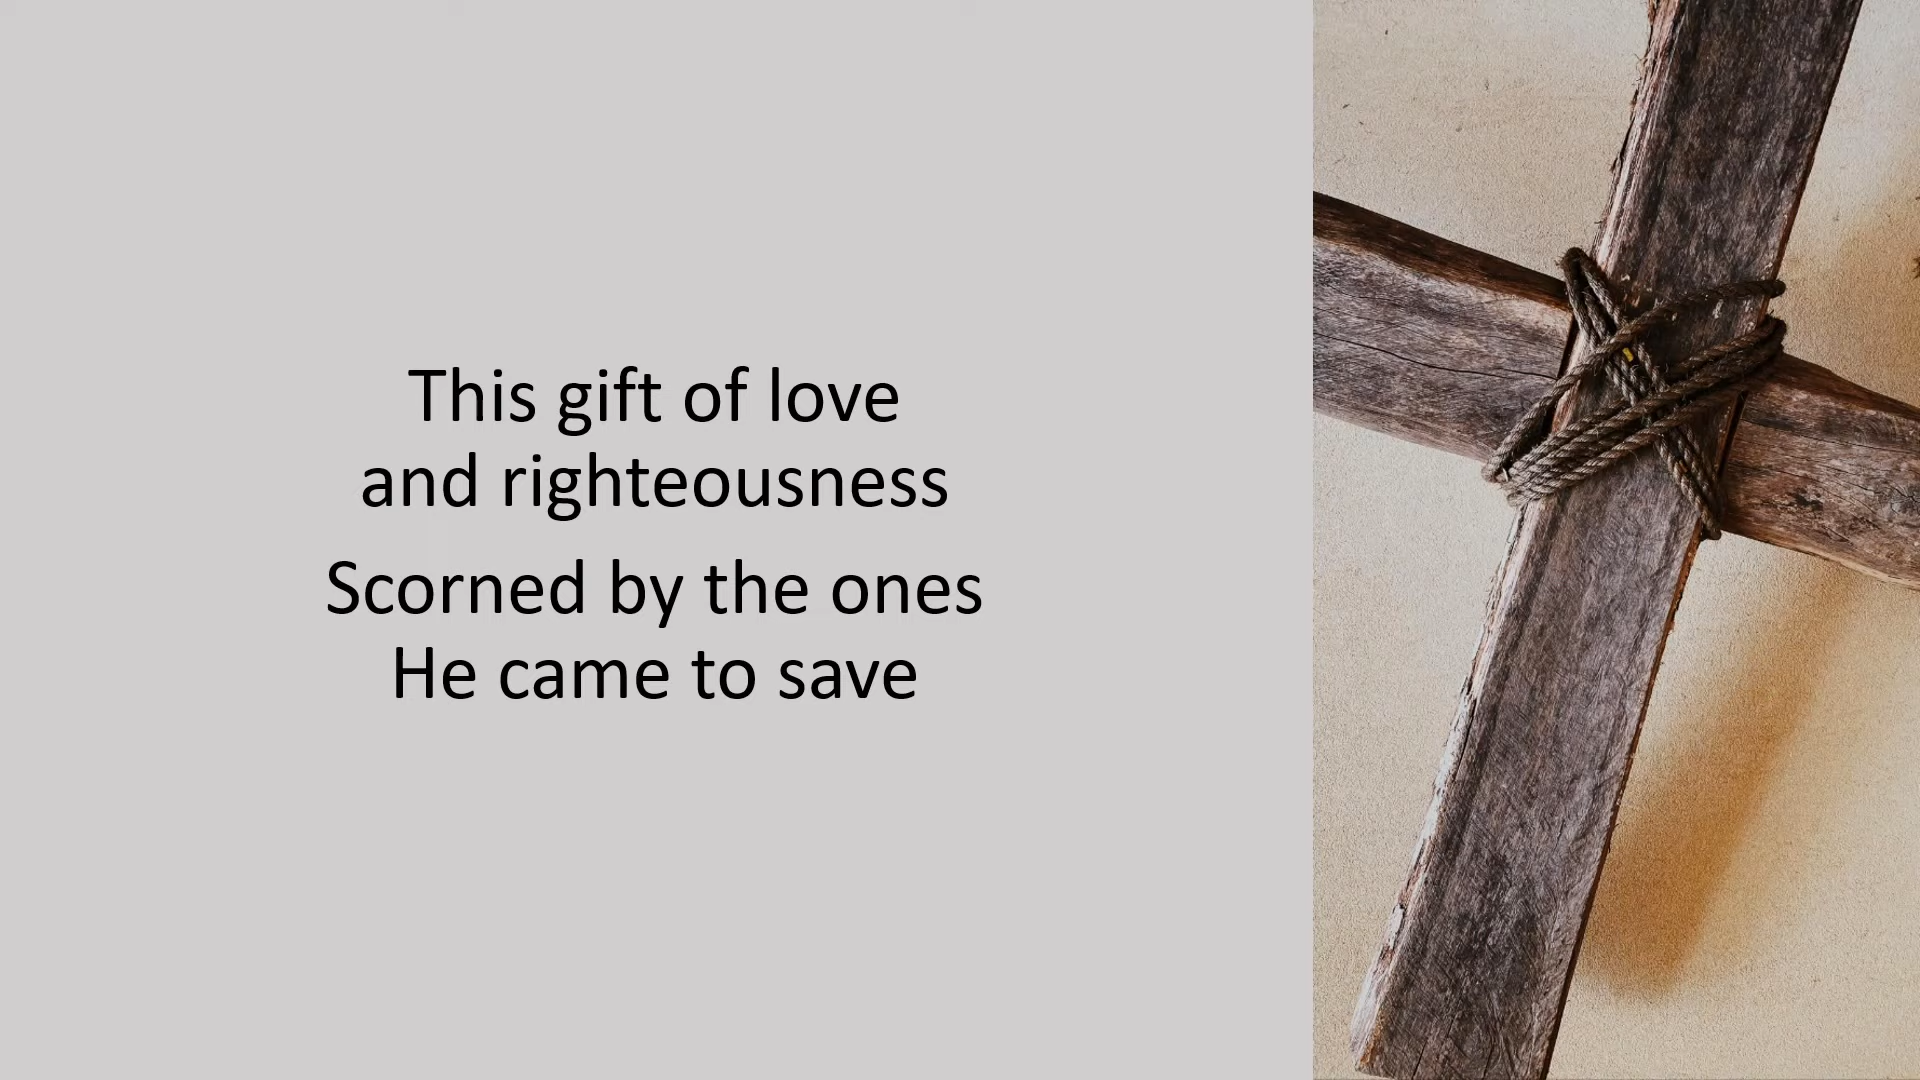 This gift of love
and righteousness
Scorned by the ones
He came to save